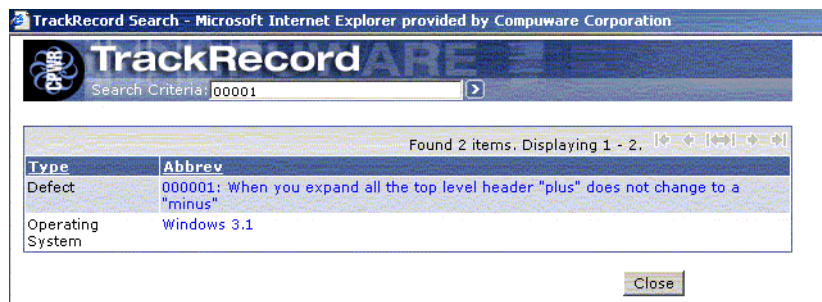 TrackRecord Search - Microsoft Internet Explorer provided by Compuware Corporation
CPWR
TrackRecord
Search Criteria: 00001
Found 2 items. Displaying 1 - 2.
Type Abbrev
Defect 000001: When you expand all the top level header "plus" does not change to a
"minus"
Operating Windows 3.1
System
Close